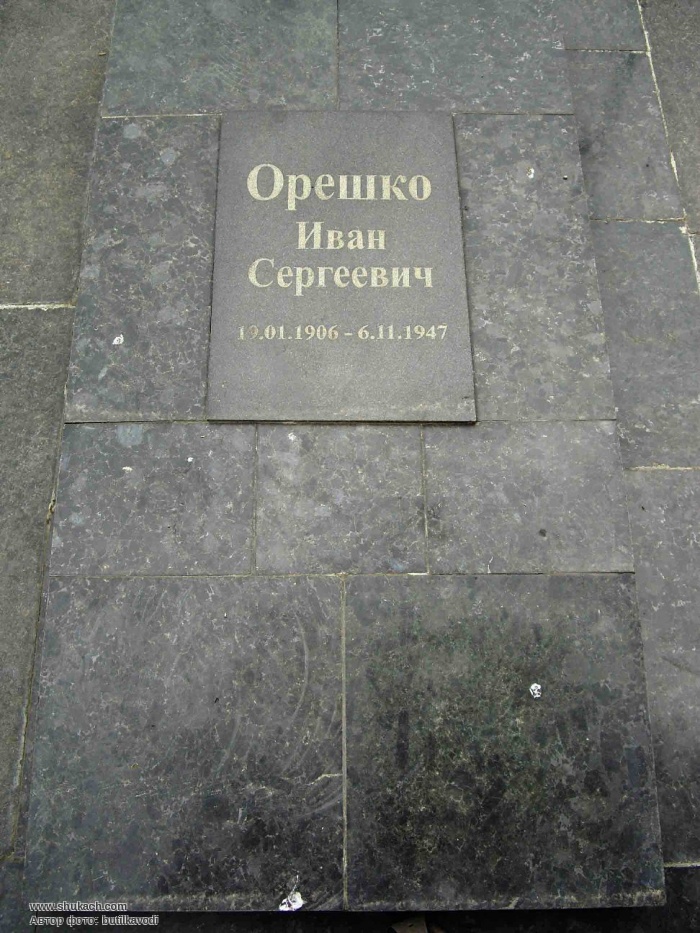 Орешко
Иван
Сергеевич
19.01.1906 - 6.11.1947
www.shukach.com
Автор фото: butilkavodi